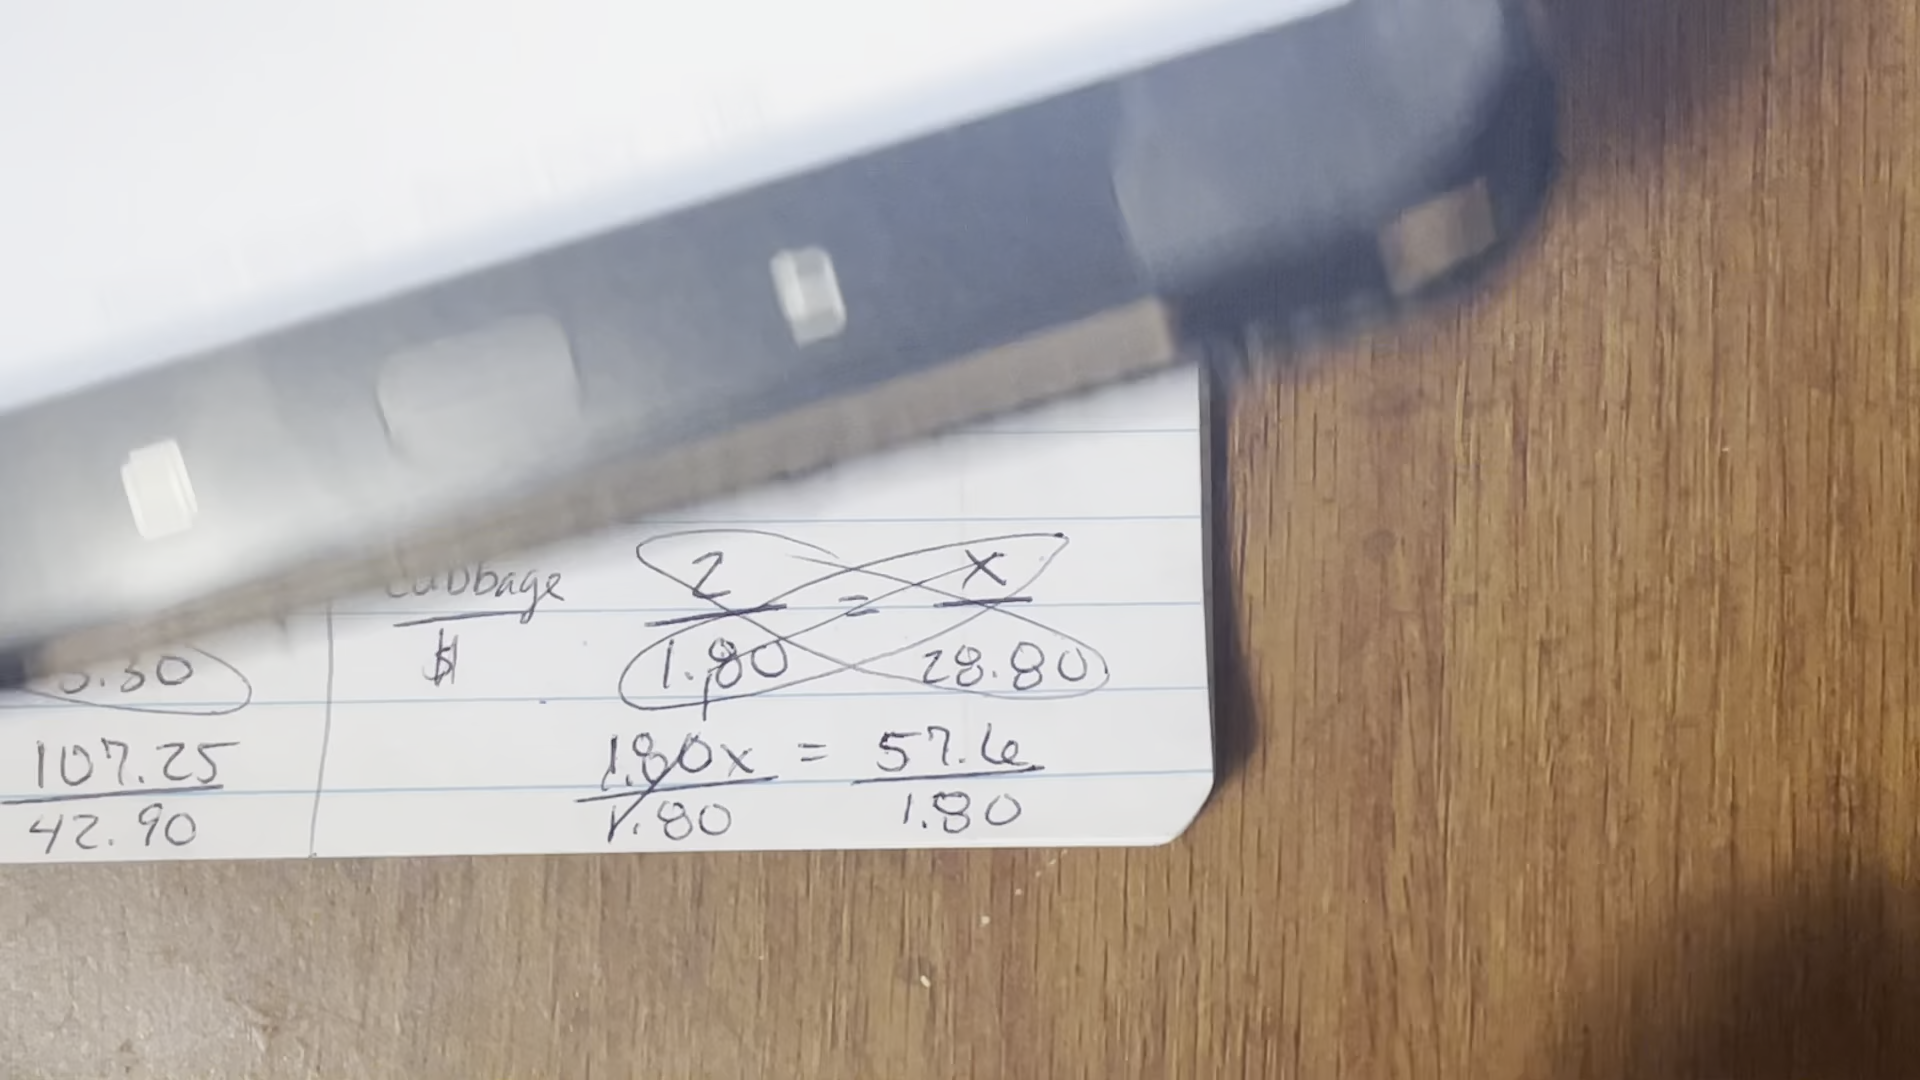 cabbage 2 = x
$ 1.80 28.80
107.25 1.80x = 57.6
42.90 1.80 1.80